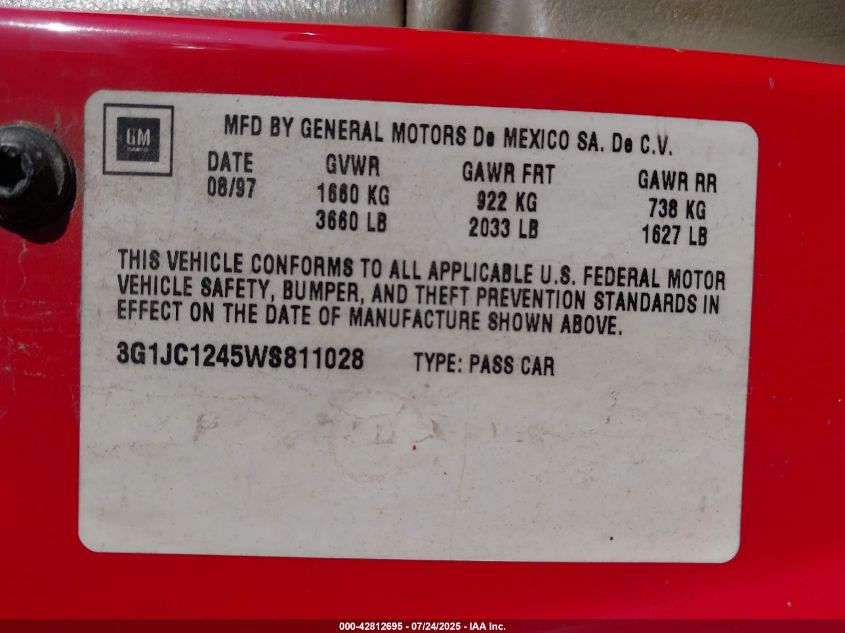 GM
MFD BY GENERAL MOTORS De MEXICO SA. De C.V.
DATE GVWR GAWR FRT GAWR RR
08/97 1660 KG 922 KG 738 KG
3660 LB 2033 LB 1627 LB
THIS VEHICLE CONFORMS TO ALL APPLICABLE U.S. FEDERAL MOTOR
VEHICLE SAFETY, BUMPER, AND THEFT PREVENTION STANDARDS IN
EFFECT ON THE DATE OF MANUFACTURE SHOWN ABOVE.
3G1JC1245WS811028 TYPE: PASS CAR
000-42812695 - 07/24/2025 - IAA Inc.